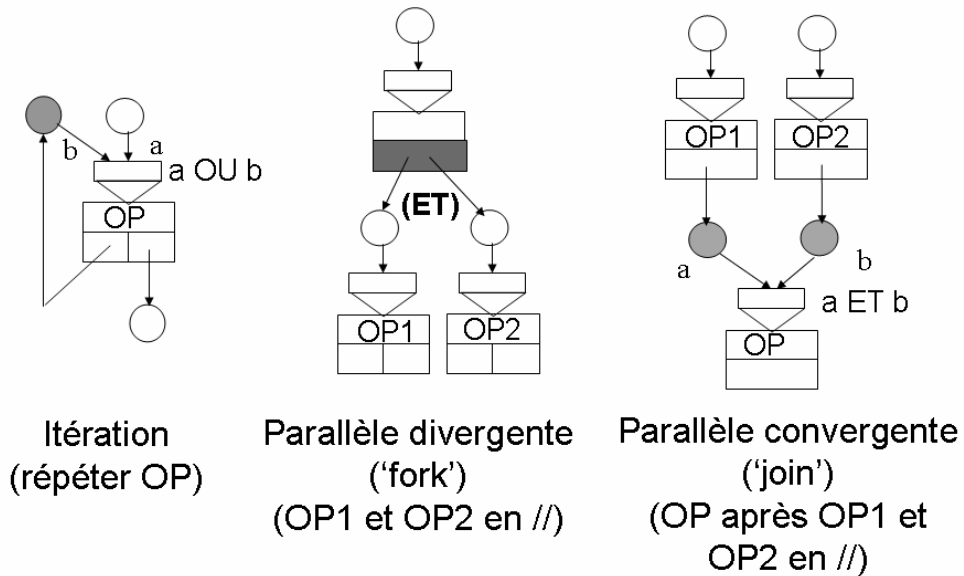 b
a
a OU b
OP
Itération
(répéter OP)
(ET)
OP1
OP2
Parallèle divergente
(‘fork’)
(OP1 et OP2 en //)
OP1
OP2
a
b
a ET b
OP
Parallèle convergente
(‘join’)
(OP après OP1 et
OP2 en //)